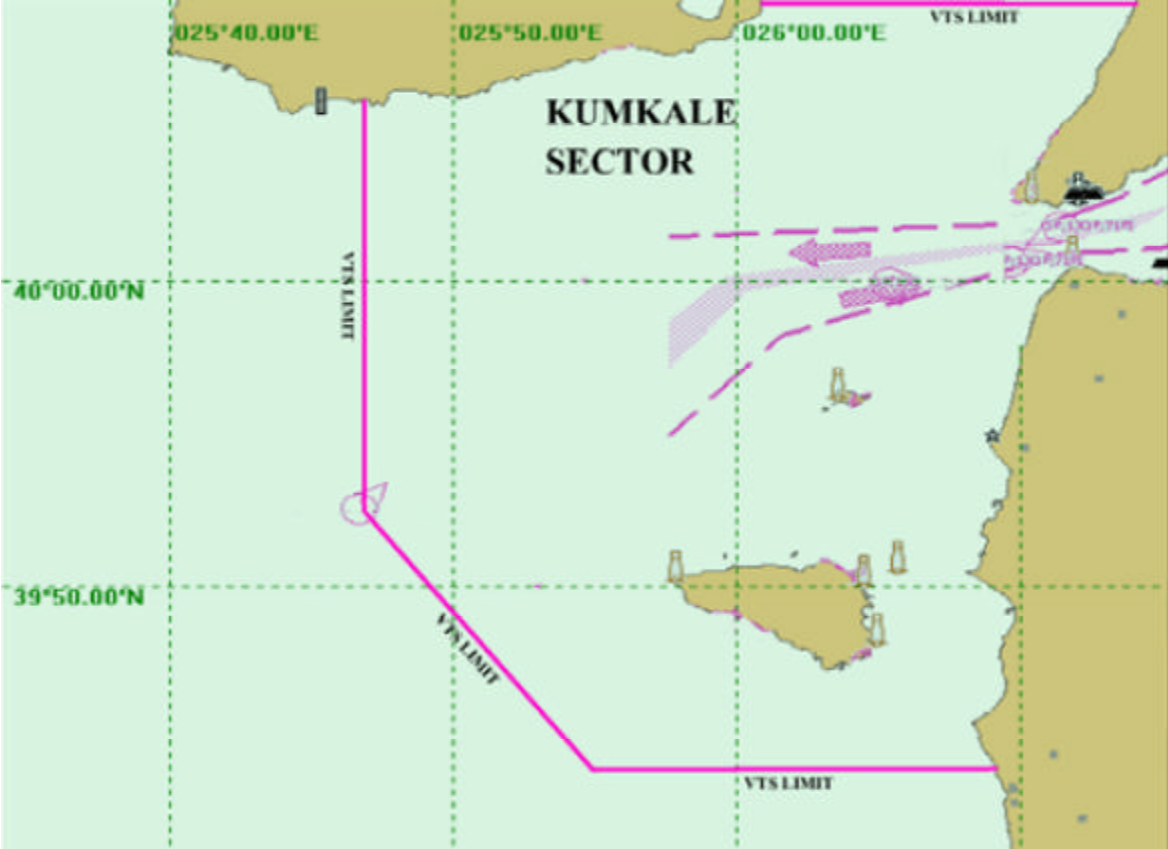 VTS LIMIT
025°40.00'E
025°50.00'E
026°00.00'E
KUMKALE
SECTOR
VTS LIMIT
40°00.00'N
39°50.00'N
VTS LIMIT
VTS LIMIT